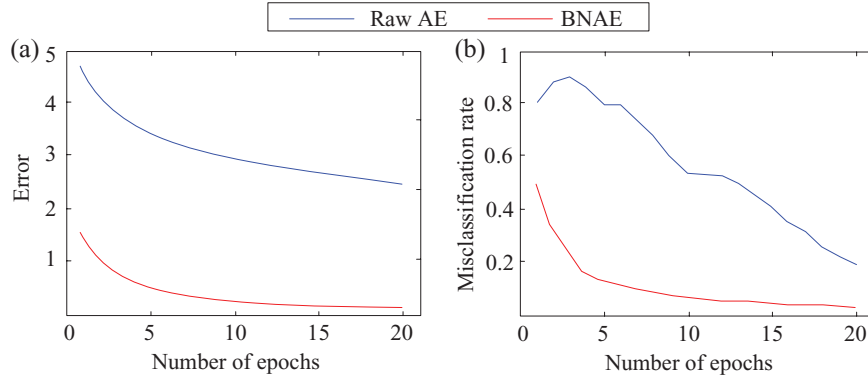 Raw AE BNAE
(a)
5
4
3
2
1
0 5 10 15 20
Error
Number of epochs
(b)
1
0.8
0.6
0.4
0.2
0 5 10 15 20
Misclassification rate
Number of epochs